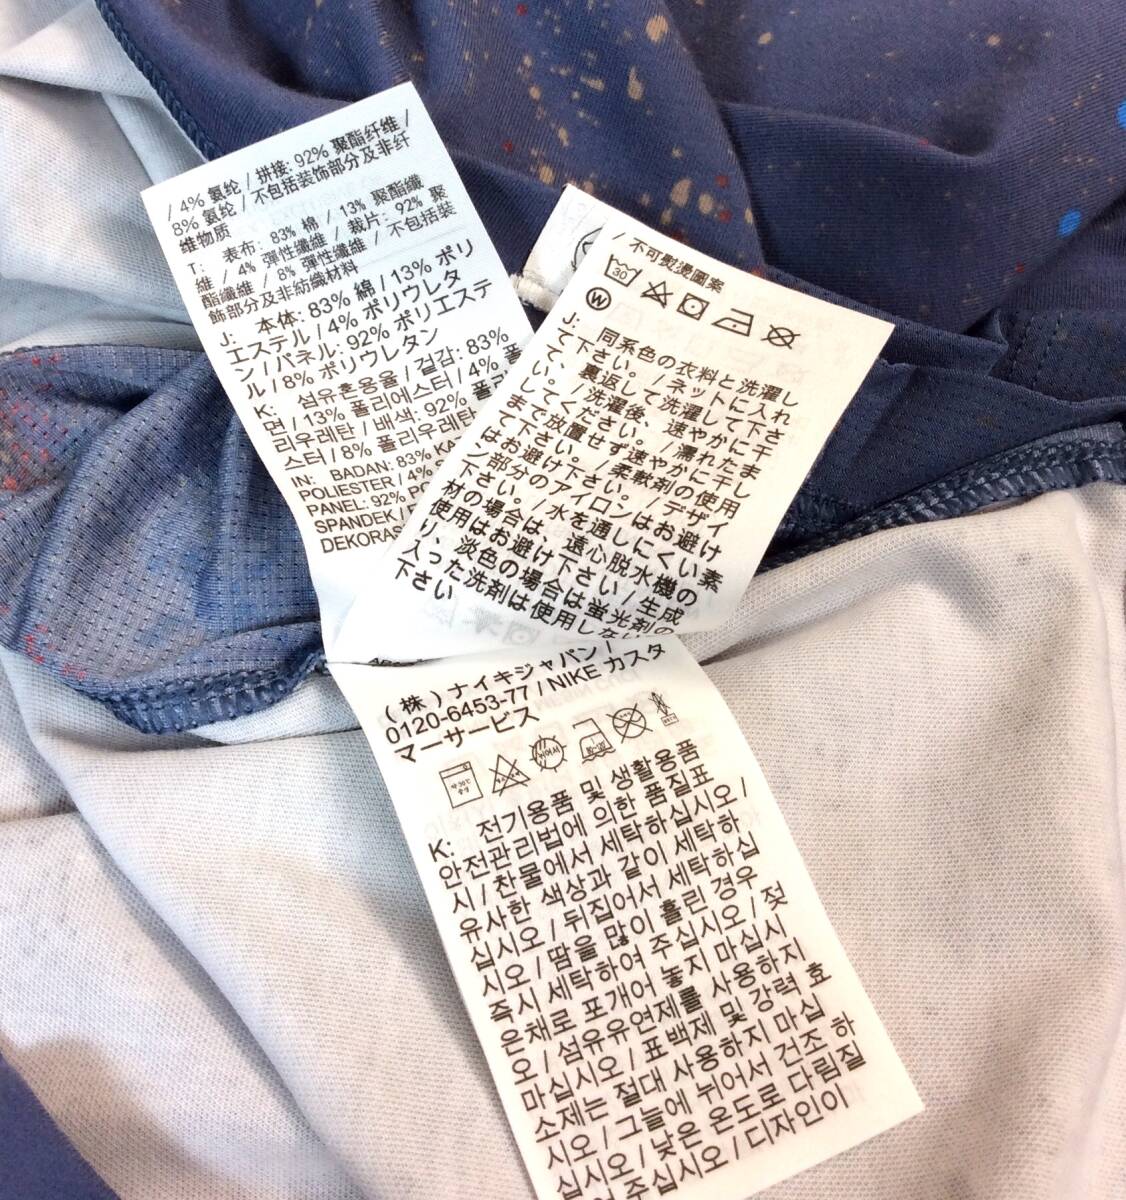 / 4% 氨纶 / 拼接: 92% 聚酯纤维 /
8% 氨纶 / 不包括装饰部分及非纤
维物质
T: 表布: 83% 棉 / 13% 聚酯纖
維 / 4% 彈性纖維 / 裁片: 92% 聚
酯纖維 / 8% 彈性纖維 / 不包括裝
飾部分及非紡織材料
J: 本体: 83% 綿 / 13% ポリ
エステル / 4% ポリウレタ
ン / パネル: 92% ポリエステ
ル / 8% ポリウレタン
K: 섬유혼용율 / 겉감: 83%
면 / 13% 폴리에스터 / 4% 폴
리우레탄 / 배색: 92% 폴리
스터 / 8% 폴리우레탄
IN: BADAN: 83%
POLIESTER / 4%
PANEL: 92%
SPANDEK /
/ 不可熨燙圖案
30
W
J: 同系色の衣料と洗濯し
て下さい。/ ネットに入れ
い、裏返して洗濯して下さ
し。/ 洗濯後、速やかに干
してください。/ 濡れたま
まで放置せず速やかに干し
て下さい。/ 柔軟剤の使用
はお避け下さい。/ デザイ
ン部分のアイロンはお避け
下さい。/ 水を通しにくい素
材の場合は、遠心脱水機の
使用はお避け下さい / 生成
り、淡色の場合は蛍光剤の
入った洗剤は使用しない
下さい
(株) ナイキジャパン /
0120-6453-77 / NIKE カスタ
マーサービス
K: 전기용품 및 생활용품
안전관리법에 의한 품질표
시 / 찬물에서 세탁하십시오 /
유사한 색상과 같이 세탁하
십시오 / 뒤집어서 세탁하십
시오 / 땀을 많이 흘린 경우
즉시 세탁하여 주십시오 / 젖
은채로 포개어 놓지 마십시
오 / 섬유유연제를 사용하지
마십시오 / 표백제 및 강력 효
소제는 절대 사용하지 마십
시오 / 그늘에 뉘어서 건조 하
십시오 / 낮은 온도로 다림질
주십시오 / 디자인이